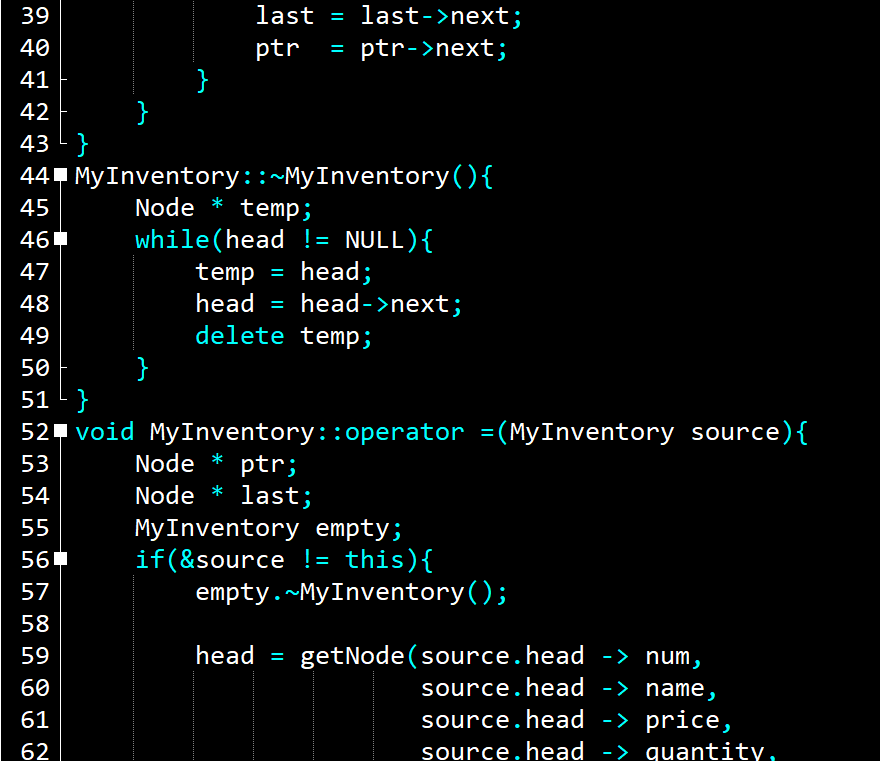 39 last = last->next;
40 ptr  = ptr->next;
41 }
42 }
43 }
44 MyInventory::~MyInventory(){
45 Node * temp;
46 while(head != NULL){
47 temp = head;
48 head = head->next;
49 delete temp;
50 }
51 }
52 void MyInventory::operator =(MyInventory source){
53 Node * ptr;
54 Node * last;
55 MyInventory empty;
56 if(&source != this){
57 empty.~MyInventory();
58
59 head = getNode(source.head -> num,
60 source.head -> name,
61 source.head -> price,
62 source.head -> quantity,